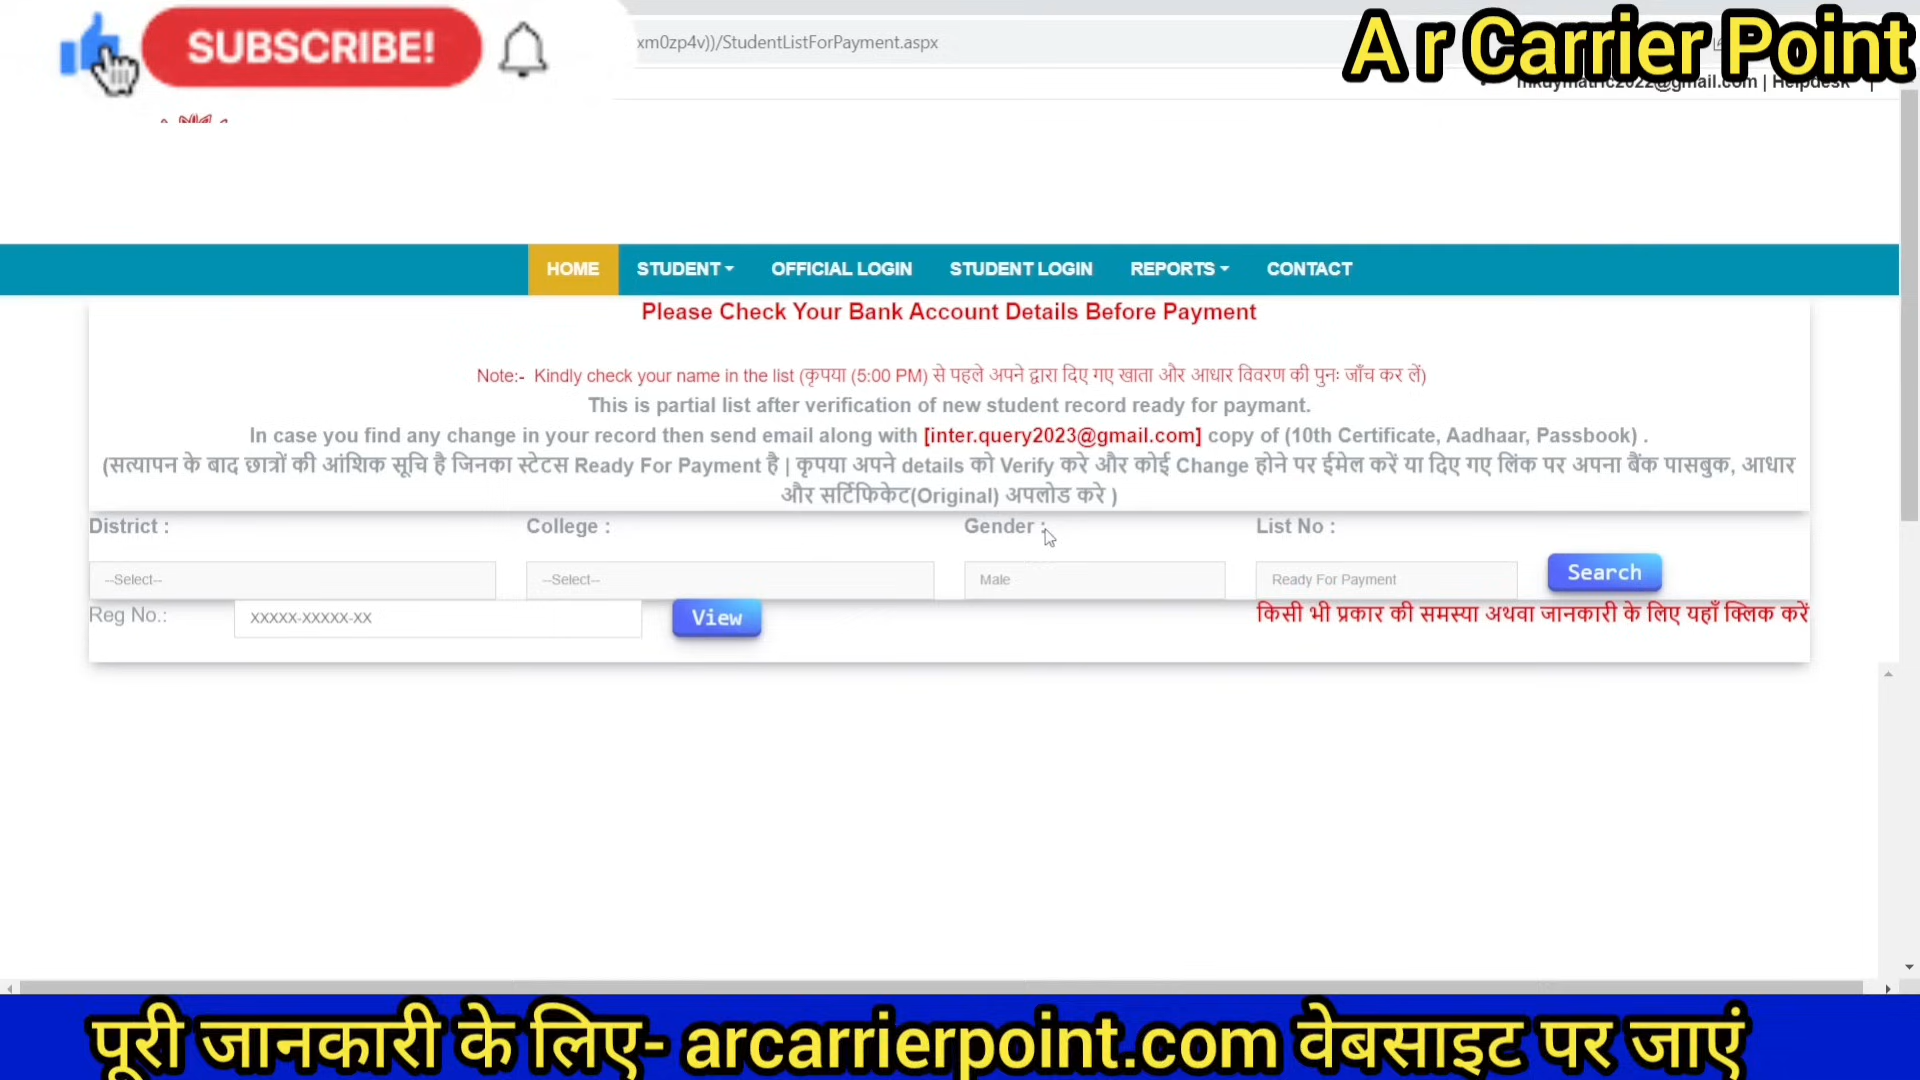 SUBSCRIBE!
xm0zp4v))/StudentListForPayment.aspx
A r Carrier Point
mkuymatric2022@gmail.com | Helpdesk
HOME STUDENT OFFICIAL LOGIN STUDENT LOGIN REPORTS CONTACT
Please Check Your Bank Account Details Before Payment
Note:- Kindly check your name in the list (कृपया (5:00 PM) से पहले अपने द्वारा दिए गए खाता और आधार विवरण की पुनः जाँच कर लें)
This is partial list after verification of new student record ready for paymant.
In case you find any change in your record then send email along with [inter.query2023@gmail.com] copy of (10th Certificate, Aadhaar, Passbook) .
(सत्यापन के बाद छात्रों की आंशिक सूचि है जिनका स्टेटस Ready For Payment है | कृपया अपने details को Verify करे और कोई Change होने पर ईमेल करें या दिए गए लिंक पर अपना बैंक पासबुक, आधार
और सर्टिफिकेट(Original) अपलोड करे )
District : College : Gender : List No :
--Select-- --Select-- Male Ready For Payment Search
Reg No.: XXXXX-XXXXX-XX View किसी भी प्रकार की समस्या अथवा जानकारी के लिए यहाँ क्लिक करें
पूरी जानकारी के लिए- arcarrierpoint.com वेबसाइट पर जाएं